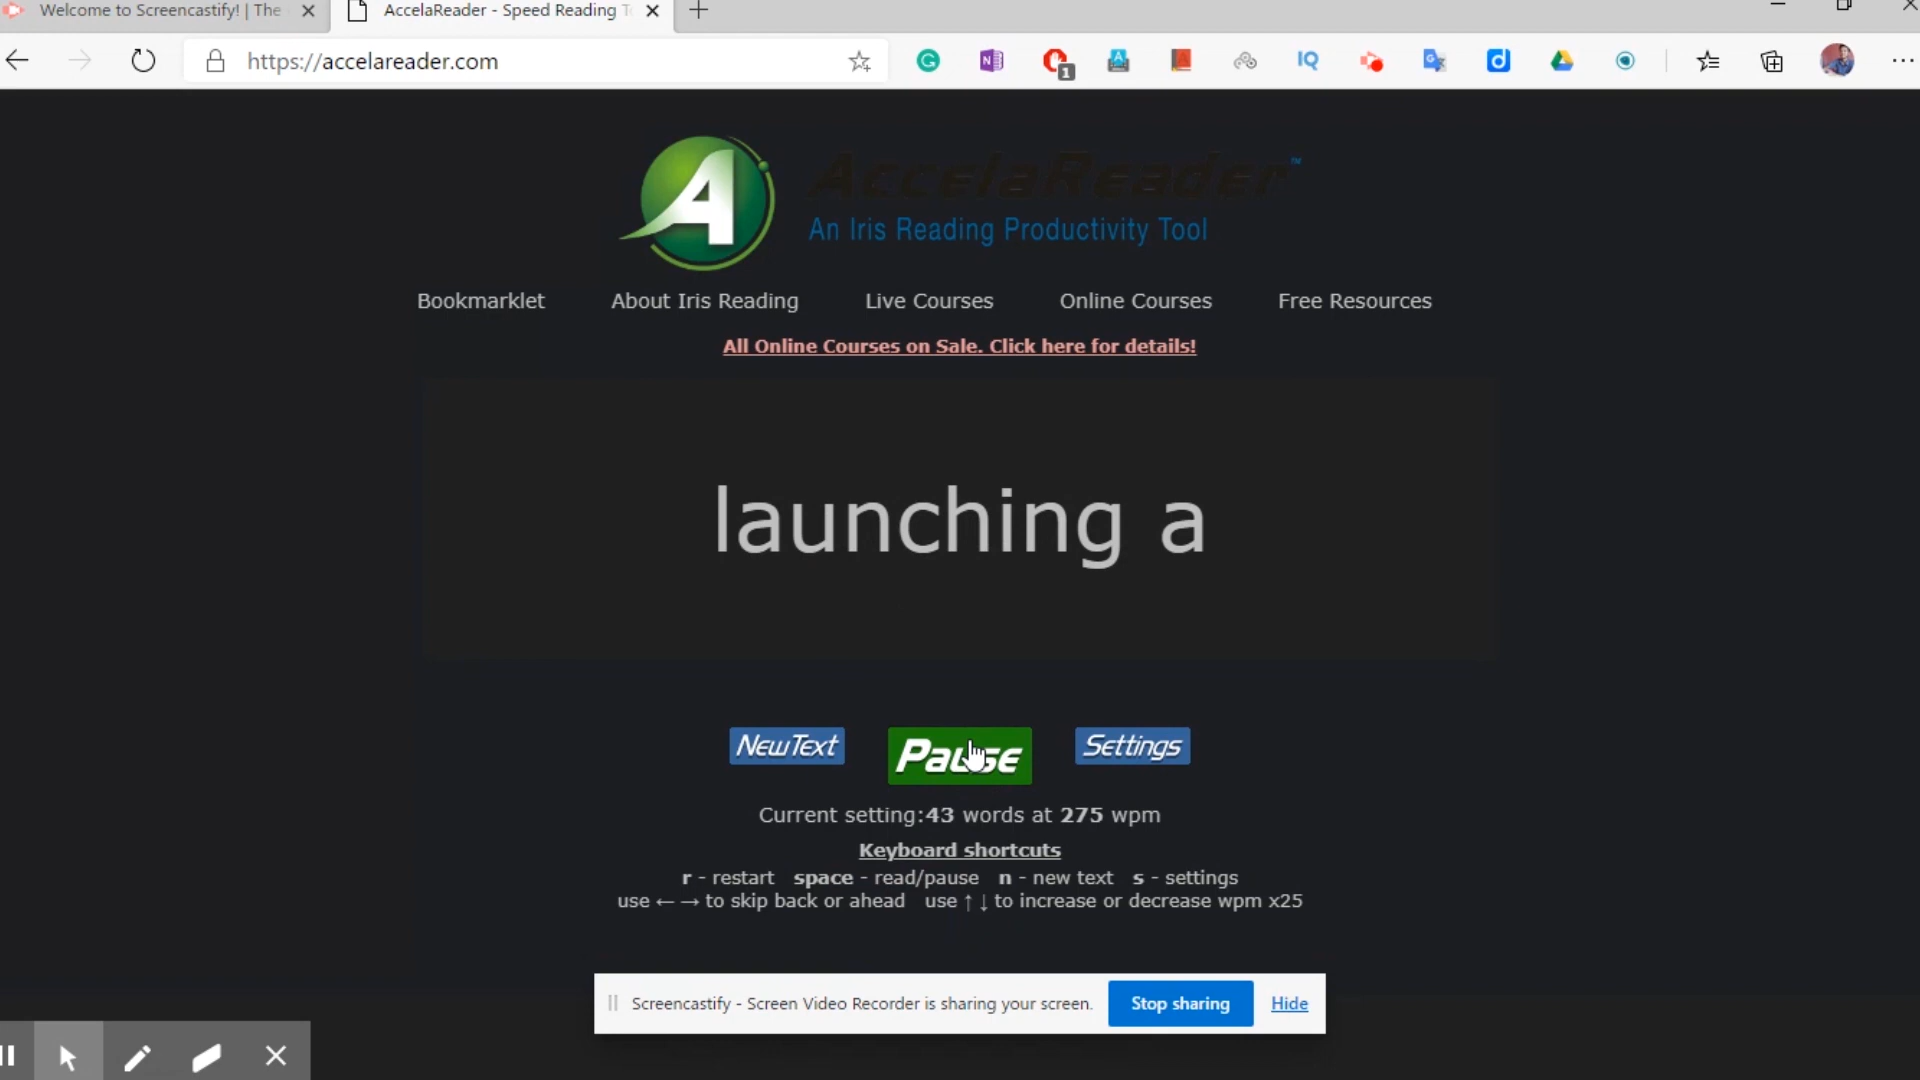 Welcome to Screencastify! | The
AccelaReader - Speed Reading T
https://accelareader.com
N
1
A
IQ
G
d
A
AccelaReader™
An Iris Reading Productivity Tool
Bookmarklet About Iris Reading Live Courses Online Courses Free Resources
All Online Courses on Sale. Click here for details!
launching a
NewText Pause Settings
Current setting:43 words at 275 wpm
Keyboard shortcuts
r - restart space - read/pause n - new text s - settings
use ← → to skip back or ahead use ↑ ↓ to increase or decrease wpm x25
Screencastify - Screen Video Recorder is sharing your screen. Stop sharing Hide